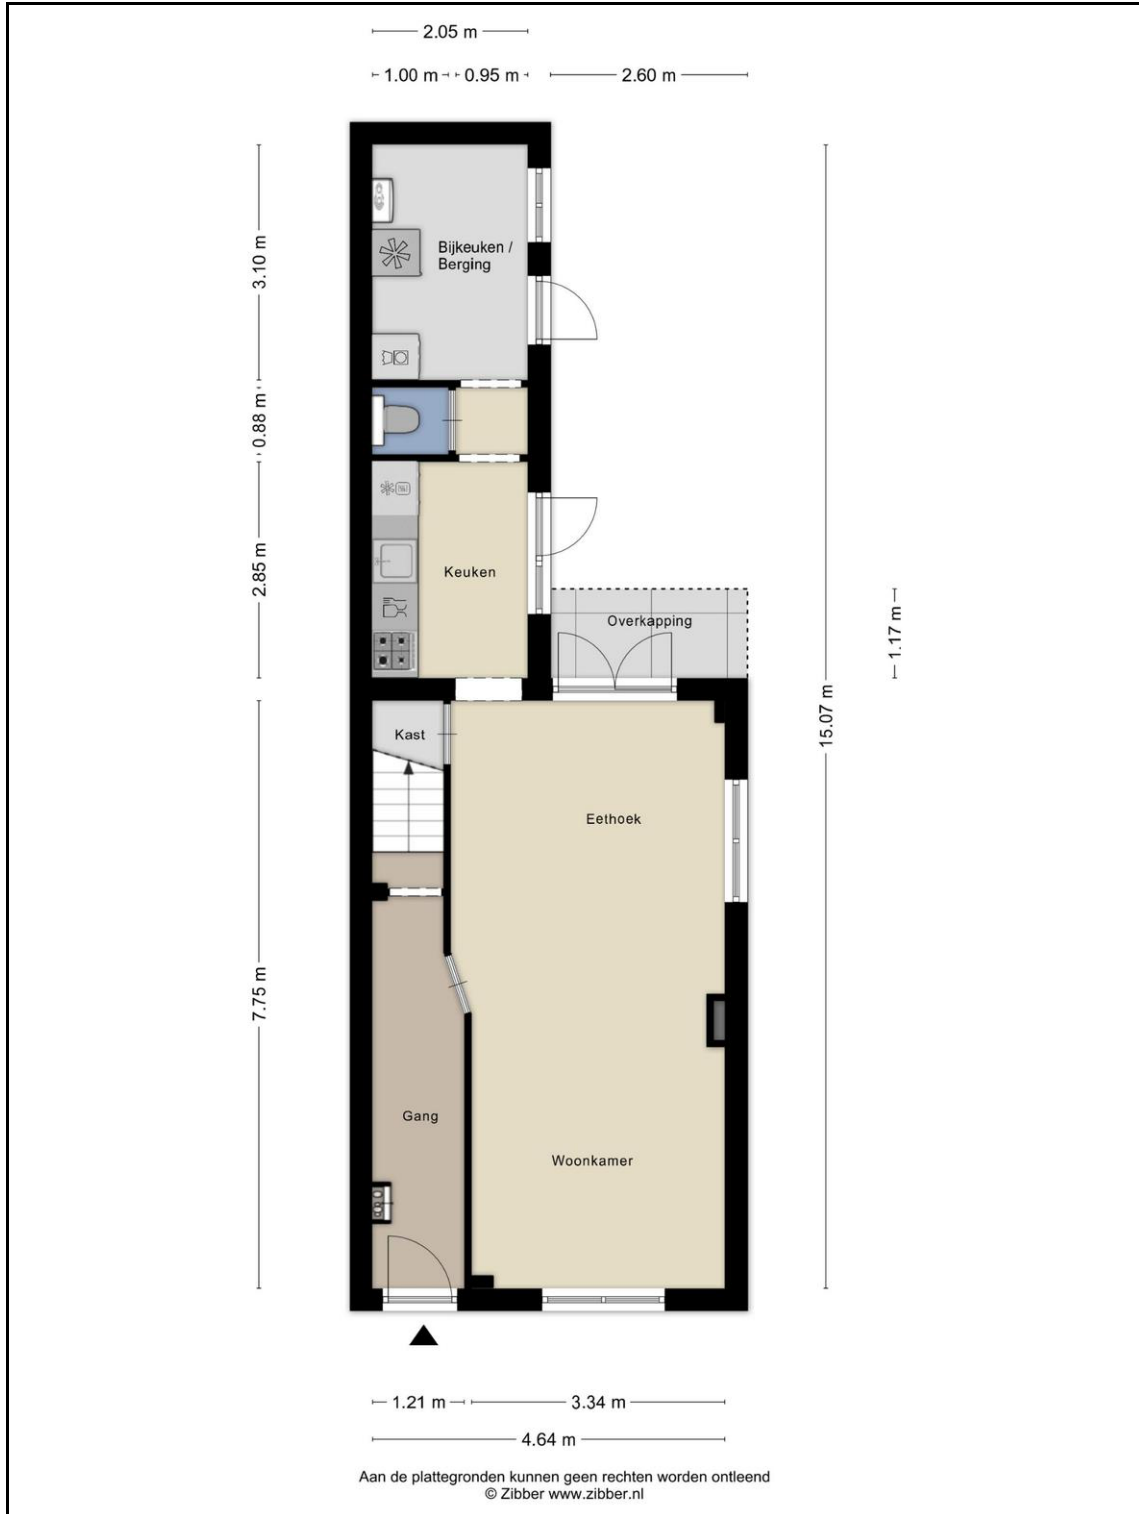 2.05 m
1.00 m
0.95 m
2.60 m
3.10 m
Bijkeuken /
Berging
0.88 m
2.85 m
Keuken
Overkapping
1.17 m
15.07 m
Kast
Eethoek
7.75 m
Gang
Woonkamer
1.21 m
3.34 m
4.64 m
Aan de plattegronden kunnen geen rechten worden ontleend
© Zibber www.zibber.nl